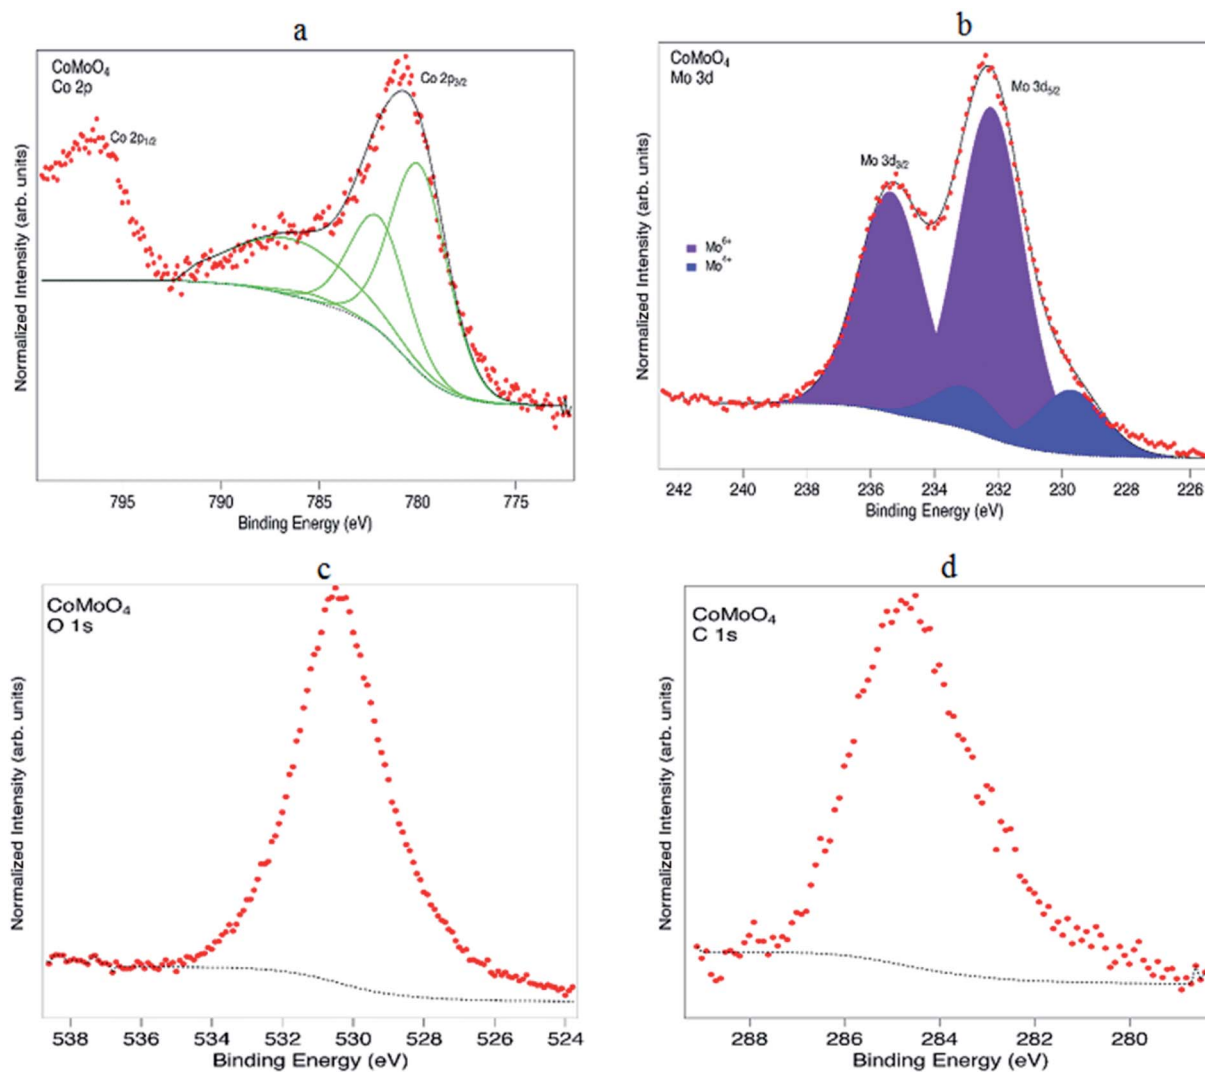 a
CoMoO₄
Co 2p
Co 2p₃/₂
Co 2p₁/₂
Normalized Intensity (arb. units)
795 790 785 780 775
Binding Energy (eV)
b
CoMoO₄
Mo 3d
Mo 3d₅/₂
Mo 3d₃/₂
Mo⁶⁺
Mo⁴⁺
Normalized Intensity (arb. units)
242 240 238 236 234 232 230 228 226
Binding Energy (eV)
c
CoMoO₄
O 1s
Normalized Intensity (arb. units)
538 536 534 532 530 528 526 524
Binding Energy (eV)
d
CoMoO₄
C 1s
Normalized Intensity (arb. units)
288 286 284 282 280
Binding Energy (eV)